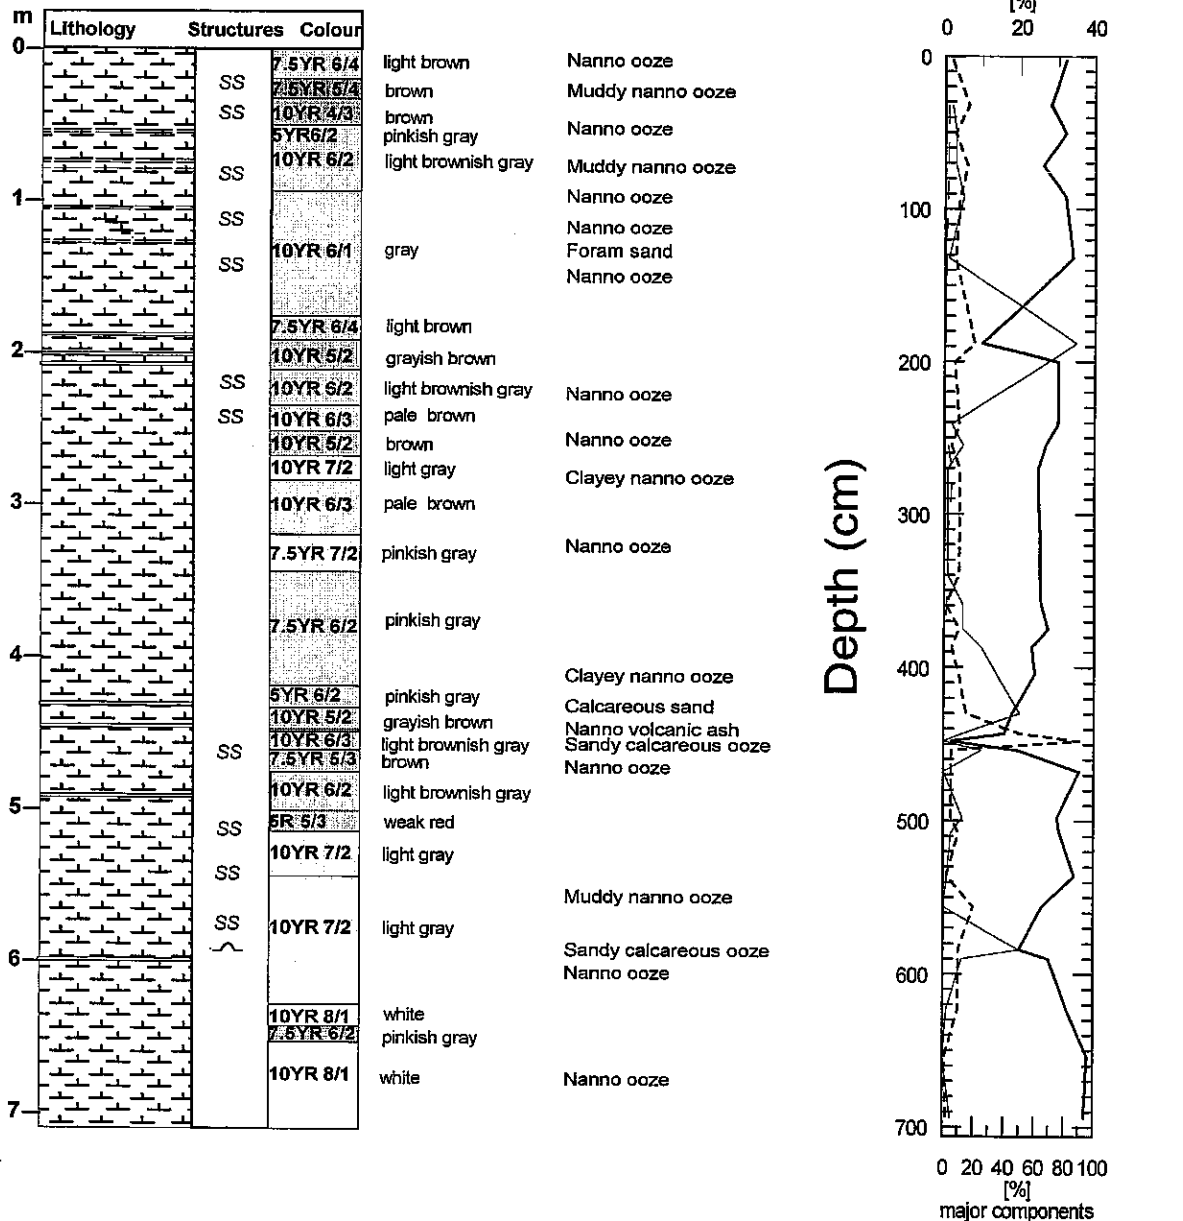 m
Lithology Structures Colour
[%]
0 20 40
0
7.5YR 6/4 light brown Nanno ooze
0
SS 7.5YR 5/4 brown Muddy nanno ooze
SS 10YR 4/3 brown
5YR6/2 pinkish gray Nanno ooze
10YR 6/2 light brownish gray Muddy nanno ooze
SS
1 Nanno ooze
100
SS Nanno ooze
10YR 6/1 gray Foram sand
SS Nanno ooze
7.5YR 6/4 light brown
2 10YR 5/2 grayish brown
200
SS 10YR 6/2 light brownish gray Nanno ooze
SS 10YR 6/3 pale brown
10YR 5/2 brown Nanno ooze
10YR 7/2 light gray Clayey nanno ooze
3 10YR 6/3 pale brown
300
7.5YR 7/2 pinkish gray Nanno ooze
Depth (cm)
7.5YR 6/2 pinkish gray
4
400
Clayey nanno ooze
5YR 6/2 pinkish gray
Calcareous sand
10YR 5/2 grayish brown Nanno volcanic ash
10YR 6/3 light brownish gray Sandy calcareous ooze
SS 7.5YR 5/3 brown Nanno ooze
10YR 6/2 light brownish gray
5
500
SS 5R 5/3 weak red
10YR 7/2 light gray
SS
Muddy nanno ooze
SS 10YR 7/2 light gray
Sandy calcareous ooze
6
Nanno ooze
600
10YR 8/1 white
7.5YR 6/2 pinkish gray
10YR 8/1 white Nanno ooze
7
700
0 20 40 60 80 100
[%]
major components